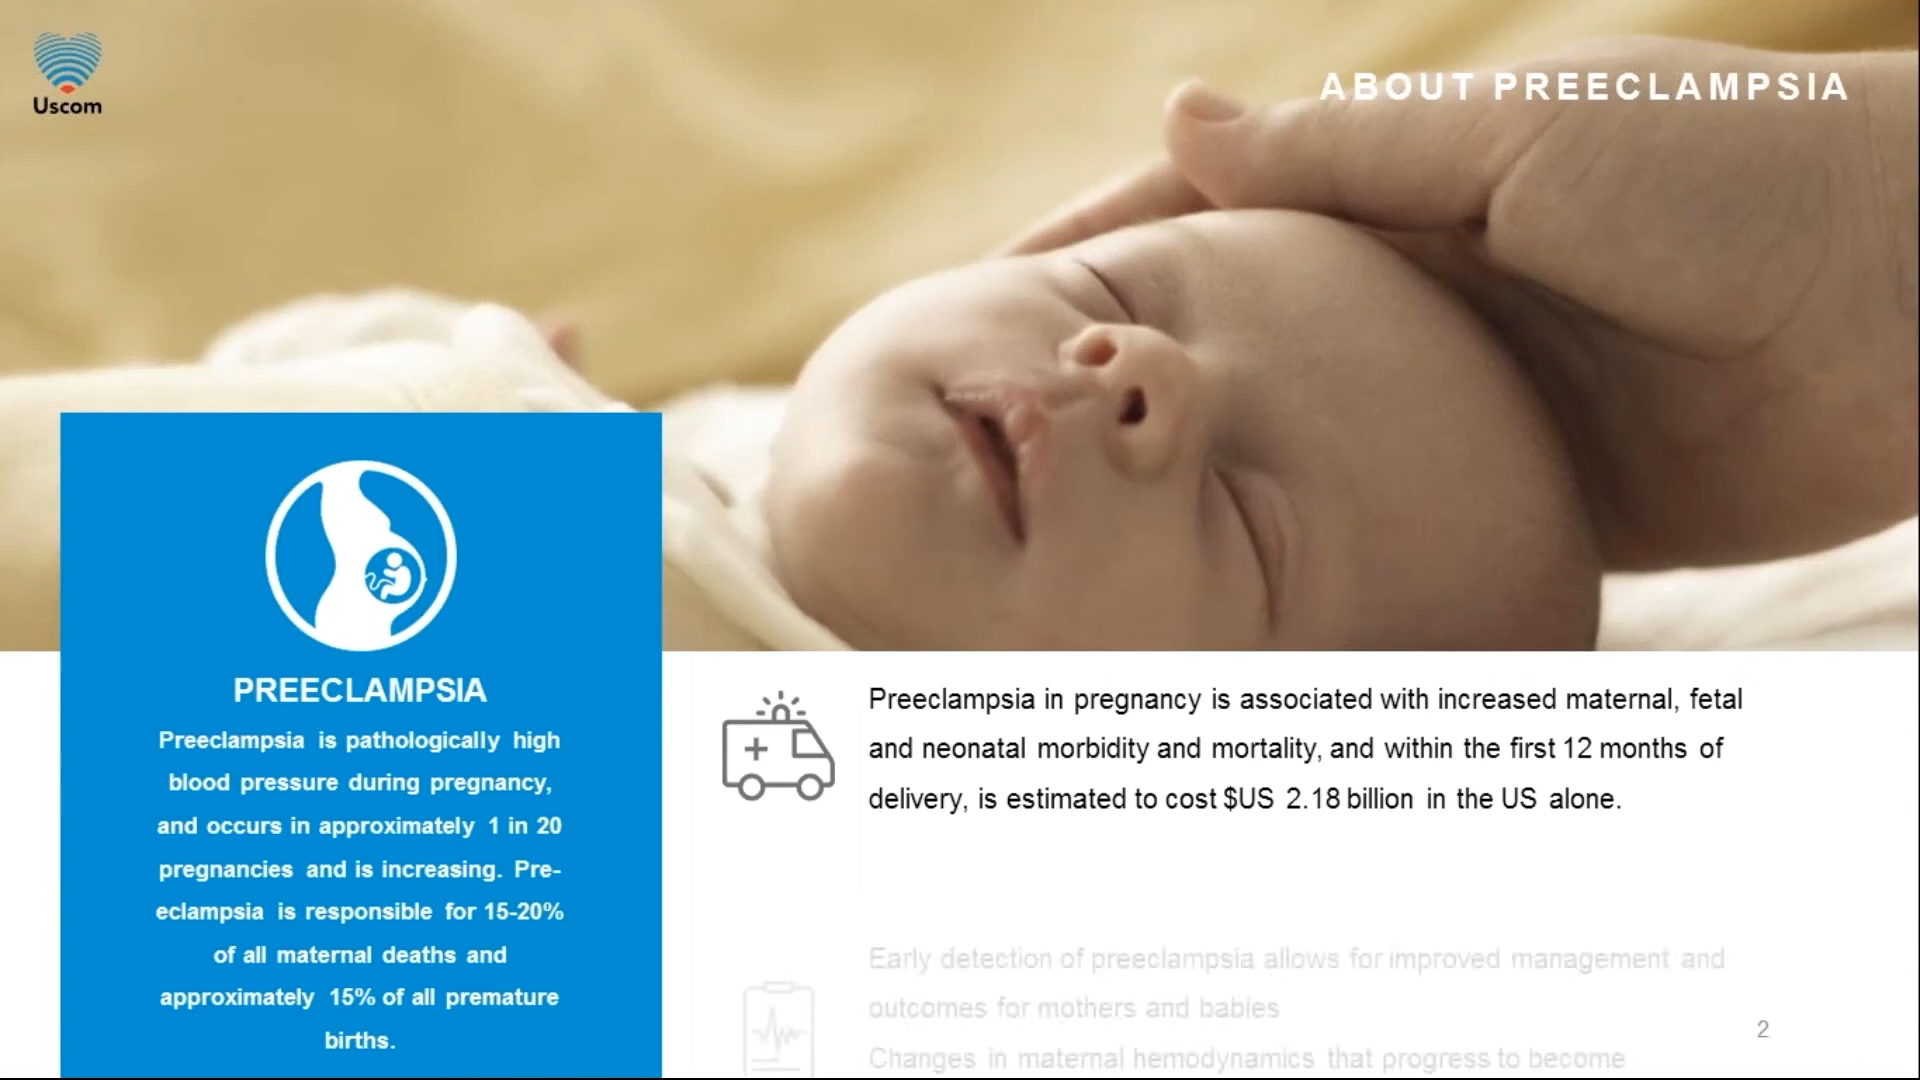 Uscom
ABOUT PREECLAMPSIA
PREECLAMPSIA
Preeclampsia is pathologically high
blood pressure during pregnancy,
and occurs in approximately 1 in 20
pregnancies and is increasing. Pre-
eclampsia is responsible for 15-20%
of all maternal deaths and
approximately 15% of all premature
births.
Preeclampsia in pregnancy is associated with increased maternal, fetal
and neonatal morbidity and mortality, and within the first 12 months of
delivery, is estimated to cost $US 2.18 billion in the US alone.
Early detection of preeclampsia allows for improved management and
outcomes for mothers and babies
Changes in maternal hemodynamics that progress to become
2